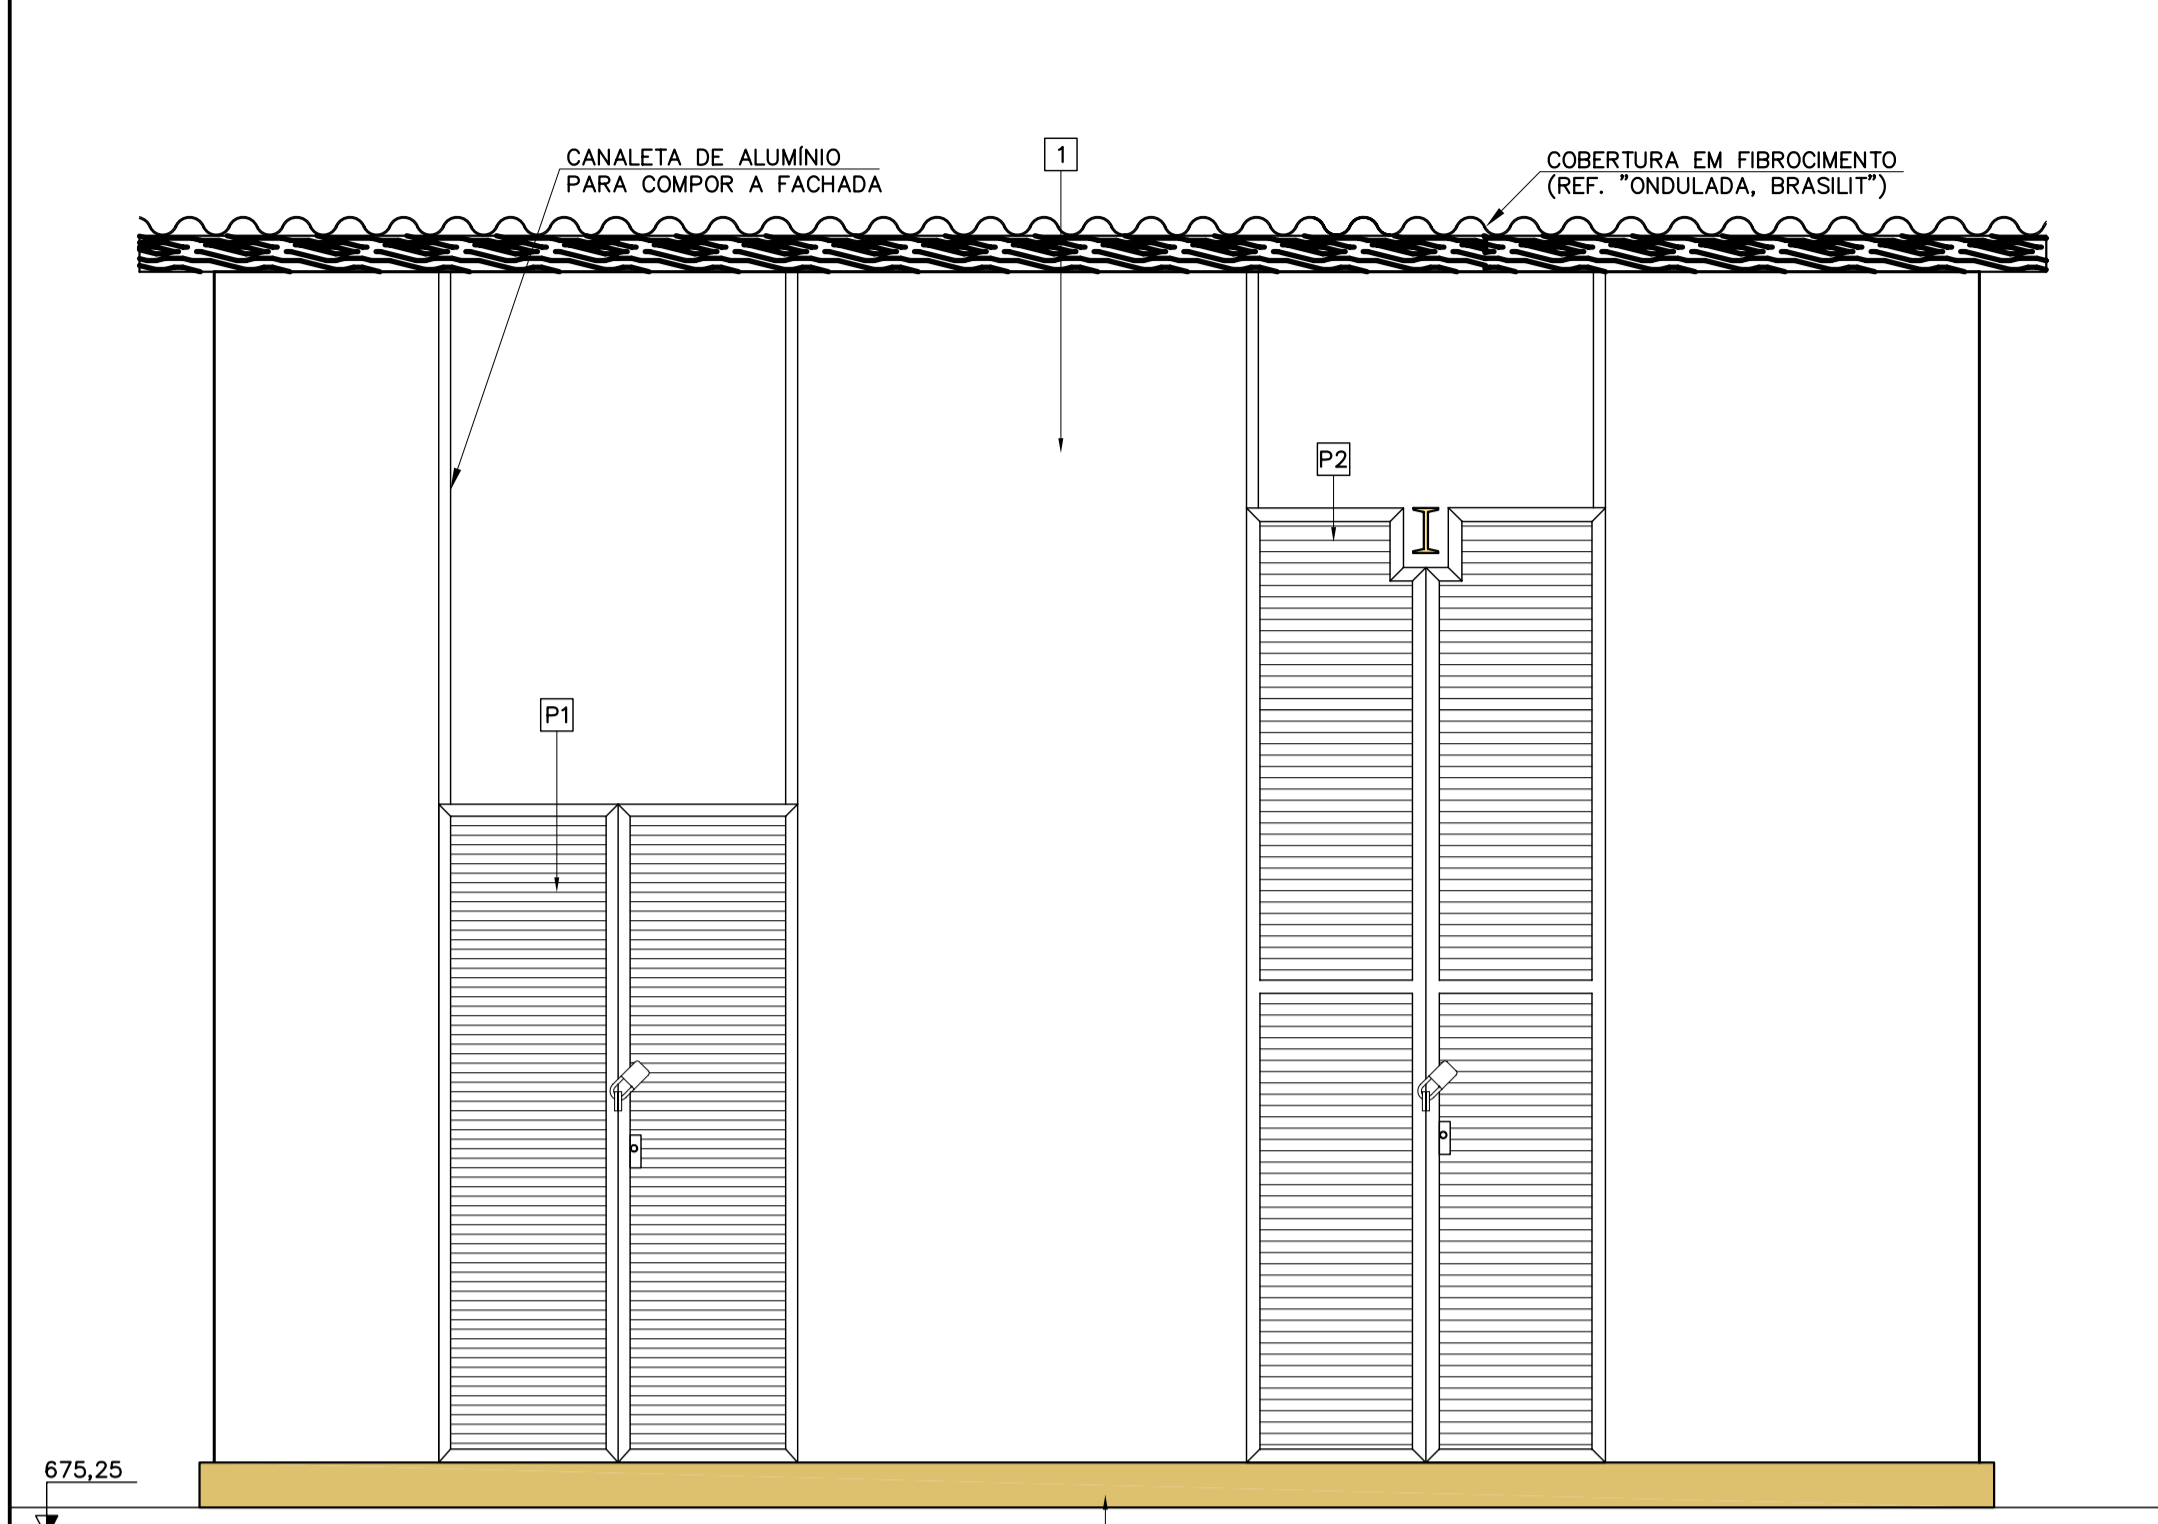 CANALETA DE ALUMÍNIO
PARA COMPOR A FACHADA
1
COBERTURA EM FIBROCIMENTO
(REF. "ONDULADA, BRASILIT")
P2
P1
675,25